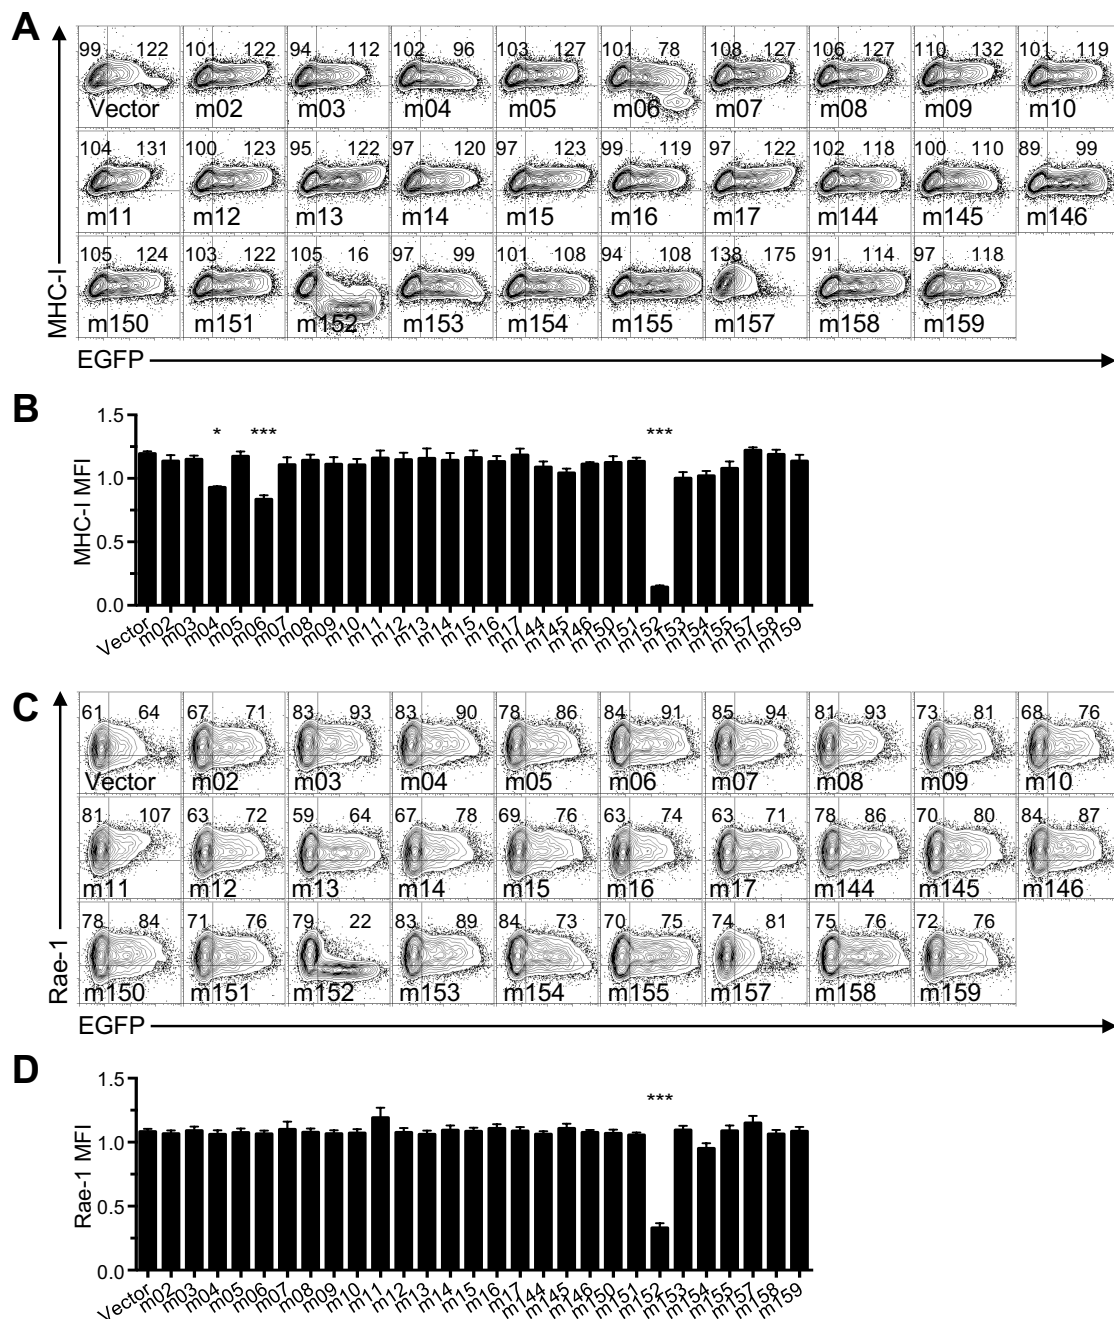 A
99 122 101 122 94 112 102 96 103 127 101 78 108 127 106 127 110 132 101 119
Vector m02 m03 m04 m05 m06 m07 m08 m09 m10
104 131 100 123 95 122 97 120 97 123 99 119 97 122 102 118 100 110 89 99
m11 m12 m13 m14 m15 m16 m17 m144 m145 m146
105 124 103 122 105 16 97 99 101 108 94 108 138 175 91 114 97 118
m150 m151 m152 m153 m154 m155 m157 m158 m159
MHC-I
EGFP
B
1.5
1.0
0.5
0.0
MHC-I MFI
* *** ***
Vector m02 m03 m04 m05 m06 m07 m08 m09 m10 m11 m12 m13 m14 m15 m16 m17 m144 m145 m146 m150 m151 m152 m153 m154 m155 m157 m158 m159
C
61 64 67 71 83 93 83 90 78 86 84 91 85 94 81 93 73 81 68 76
Vector m02 m03 m04 m05 m06 m07 m08 m09 m10
81 107 63 72 59 64 67 78 69 76 63 74 63 71 78 86 70 80 84 87
m11 m12 m13 m14 m15 m16 m17 m144 m145 m146
78 84 71 76 79 22 83 89 84 73 70 75 74 81 75 76 72 76
m150 m151 m152 m153 m154 m155 m157 m158 m159
Rae-1
EGFP
D
1.5
1.0
0.5
0.0
Rae-1 MFI
***
Vector m02 m03 m04 m05 m06 m07 m08 m09 m10 m11 m12 m13 m14 m15 m16 m17 m144 m145 m146 m150 m151 m152 m153 m154 m155 m157 m158 m159